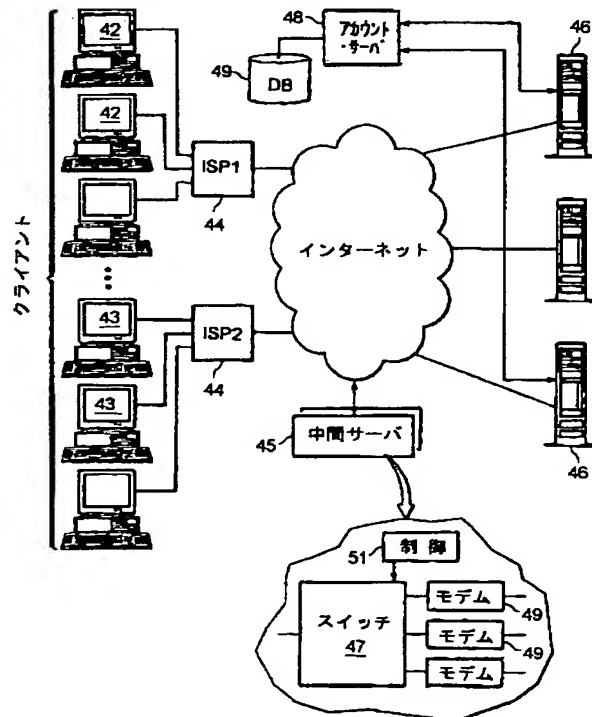 42
42
クライアント
43
43
ISP1
44
ISP2
44
48
アカウント
・サーバ
49
DB
46
インターネット
46
45
中間サーバ
51
制御
スイッチ
47
モデム
49
モデム
49
モデム